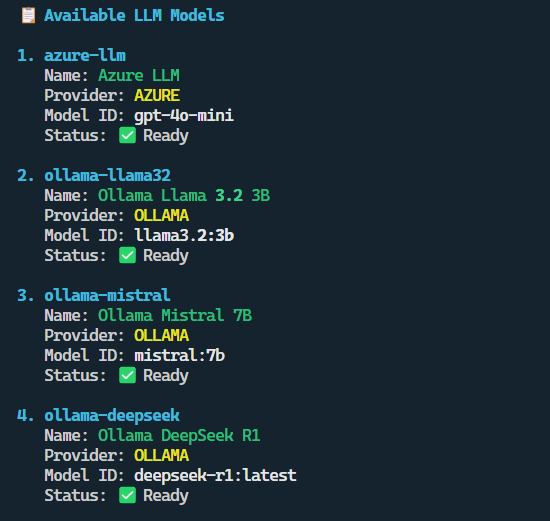 📋 Available LLM Models
1. azure-llm
Name: Azure LLM
Provider: AZURE
Model ID: gpt-4o-mini
Status: ✅ Ready
2. ollama-llama32
Name: Ollama Llama 3.2 3B
Provider: OLLAMA
Model ID: llama3.2:3b
Status: ✅ Ready
3. ollama-mistral
Name: Ollama Mistral 7B
Provider: OLLAMA
Model ID: mistral:7b
Status: ✅ Ready
4. ollama-deepseek
Name: Ollama DeepSeek R1
Provider: OLLAMA
Model ID: deepseek-r1:latest
Status: ✅ Ready